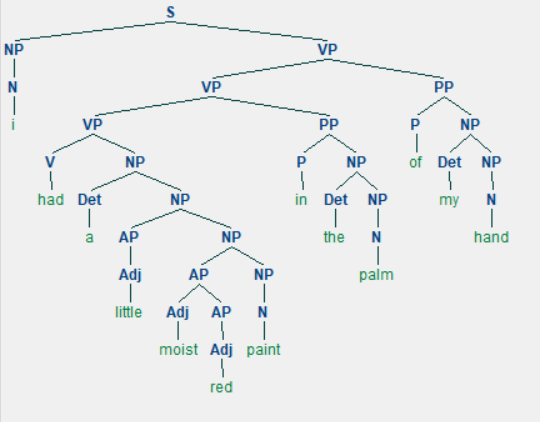 S
NP VP
N VP PP
i VP PP P NP
V NP P NP of Det NP
had Det NP in Det NP my N
a AP NP the N hand
Adj AP NP palm
little Adj AP N
moist Adj paint
red